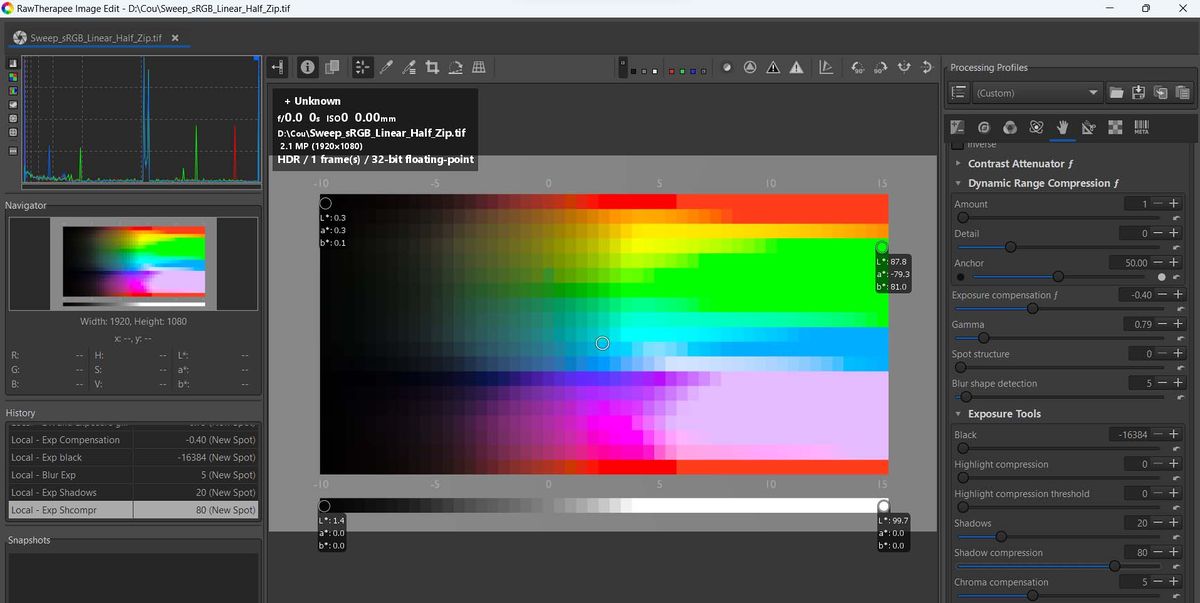 RawTherapee Image Edit - D:\Cou\Sweep_sRGB_Linear_Half_Zip.tif
Sweep_sRGB_Linear_Half_Zip.tif
+ Unknown
f/0.0 0s ISO0 0.00mm
D:\Cou\Sweep_sRGB_Linear_Half_Zip.tif
2.1 MP (1920x1080)
HDR / 1 frame(s) / 32-bit floating-point
-10 -5 0 5 10 15
L*: 0.3
a*: 0.3
b*: 0.1
L*: 87.8
a*: -79.3
b*: 81.0
-10 -5 0 5 10 15
L*: 1.4
a*: 0.0
b*: 0.0
L*: 99.7
a*: 0.0
b*: 0.0
Navigator
Width: 1920, Height: 1080
x: --, y: --
R: -- H: -- L*: --
G: -- S: -- a*: --
B: -- V: -- b*: --
History
Local - Exp Compensation -0.40 (New Spot)
Local - Exp black -16384 (New Spot)
Local - Blur Exp 5 (New Spot)
Local - Exp Shadows 20 (New Spot)
Local - Exp Shcompr 80 (New Spot)
Snapshots
Processing Profiles
(Custom)
META
Inverse
Contrast Attenuator ƒ
Dynamic Range Compression ƒ
Amount 1
Detail 0
Anchor 50.00
Exposure compensation ƒ -0.40
Gamma 0.79
Spot structure 0
Blur shape detection 5
Exposure Tools
Black -16384
Highlight compression 0
Highlight compression threshold 0
Shadows 20
Shadow compression 80
Chroma compensation 5